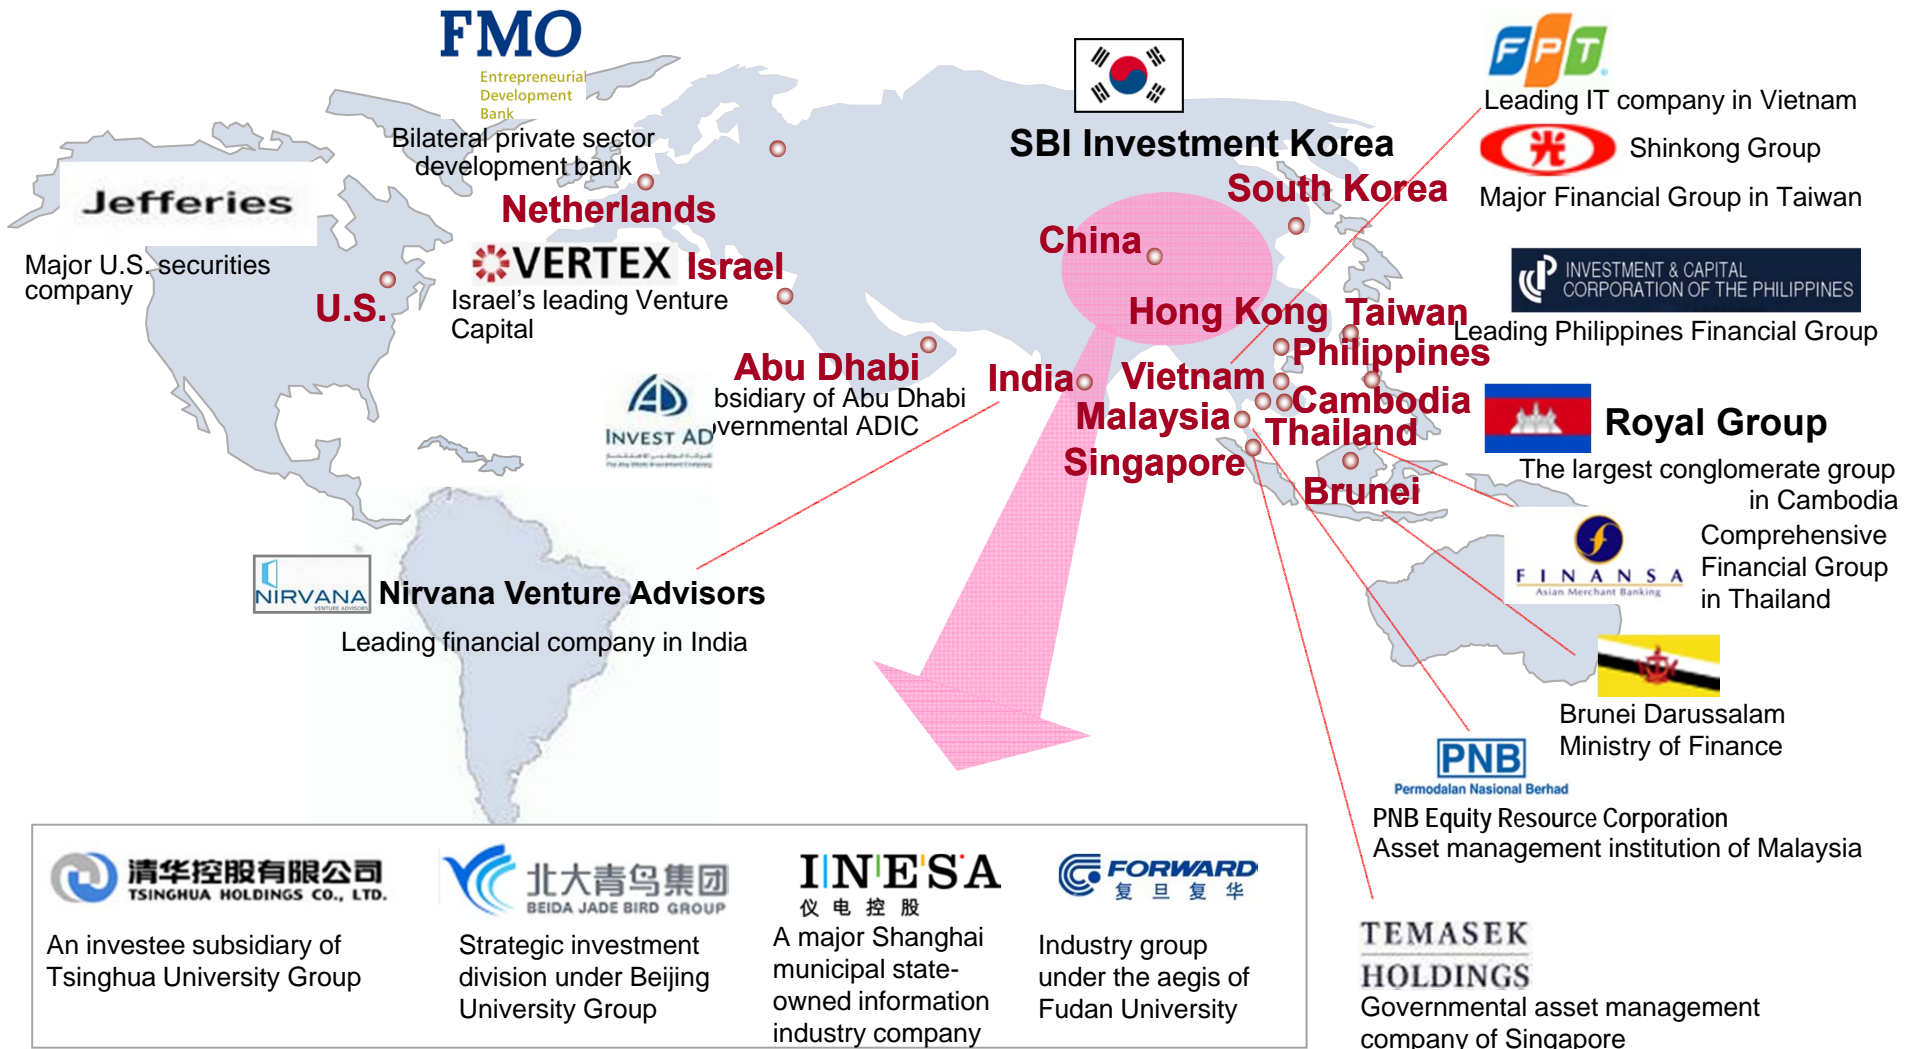 FMO
Entrepreneurial
Development
Bank
Bilateral private sector
development bank
Netherlands
Jefferies
Major U.S. securities
company
U.S.
VERTEX
Israel
Israel's leading Venture
Capital
Abu Dhabi
INVEST AD
bsidiary of Abu Dhabi
vernmental ADIC
NIRVANA
VENTURE ADVISORS
Nirvana Venture Advisors
Leading financial company in India
SBI Investment Korea
South Korea
China
Hong Kong
Taiwan
Philippines
India
Vietnam
Cambodia
Malaysia
Thailand
Singapore
Brunei
FPT
Leading IT company in Vietnam
光
Shinkong Group
Major Financial Group in Taiwan
INVESTMENT & CAPITAL
CORPORATION OF THE PHILIPPINES
Leading Philippines Financial Group
Royal Group
The largest conglomerate group
in Cambodia
FINANSA
Asian Merchant Banking
Comprehensive
Financial Group
in Thailand
Brunei Darussalam
Ministry of Finance
PNB
Permodalan Nasional Berhad
PNB Equity Resource Corporation
Asset management institution of Malaysia
TEMASEK
HOLDINGS
Governmental asset management
company of Singapore
清华控股有限公司
TSINGHUA HOLDINGS CO., LTD.
An investee subsidiary of
Tsinghua University Group
北大青鸟集团
BEIDA JADE BIRD GROUP
Strategic investment
division under Beijing
University Group
INESA
仪电控股
A major Shanghai
municipal state-
owned information
industry company
FORWARD
复旦复华
Industry group
under the aegis of
Fudan University